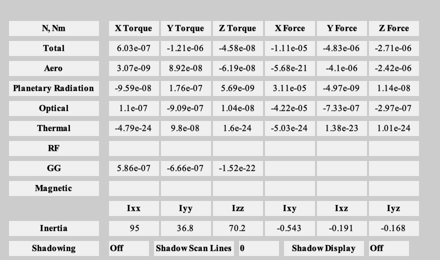 N, Nm X Torque Y Torque Z Torque X Force Y Force Z Force
Total 6.03e-07 -1.21e-06 -4.58e-08 -1.11e-05 -4.83e-06 -2.71e-06
Aero 3.07e-09 8.92e-08 -6.19e-08 -5.68e-21 -4.1e-06 -2.42e-06
Planetary Radiation -9.59e-08 1.76e-07 5.69e-09 3.11e-05 -4.97e-09 1.14e-08
Optical 1.1e-07 -9.09e-07 1.04e-08 -4.22e-05 -7.33e-07 -2.97e-07
Thermal -4.79e-24 9.8e-08 1.6e-24 -5.03e-24 1.38e-23 1.01e-24
RF
GG 5.86e-07 -6.66e-07 -1.52e-22
Magnetic
Ixx Iyy Izz Ixy Ixz Iyz
Inertia 95 36.8 70.2 -0.543 -0.191 -0.168
Shadowing Off Shadow Scan Lines 0 Shadow Display Off